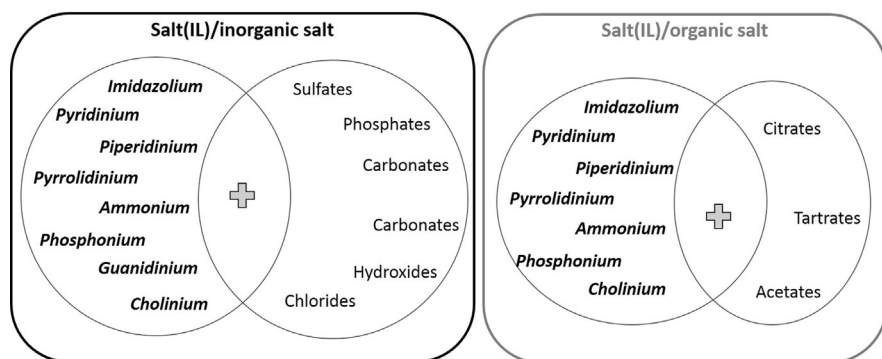 Salt(IL)/inorganic salt
Imidazolium
Pyridinium
Piperidinium
Pyrrolidinium
Ammonium
Phosphonium
Guanidinium
Cholinium
Sulfates
Phosphates
Carbonates
Carbonates
Hydroxides
Chlorides
Salt(IL)/organic salt
Imidazolium
Pyridinium
Piperidinium
Pyrrolidinium
Ammonium
Phosphonium
Cholinium
Citrates
Tartrates
Acetates